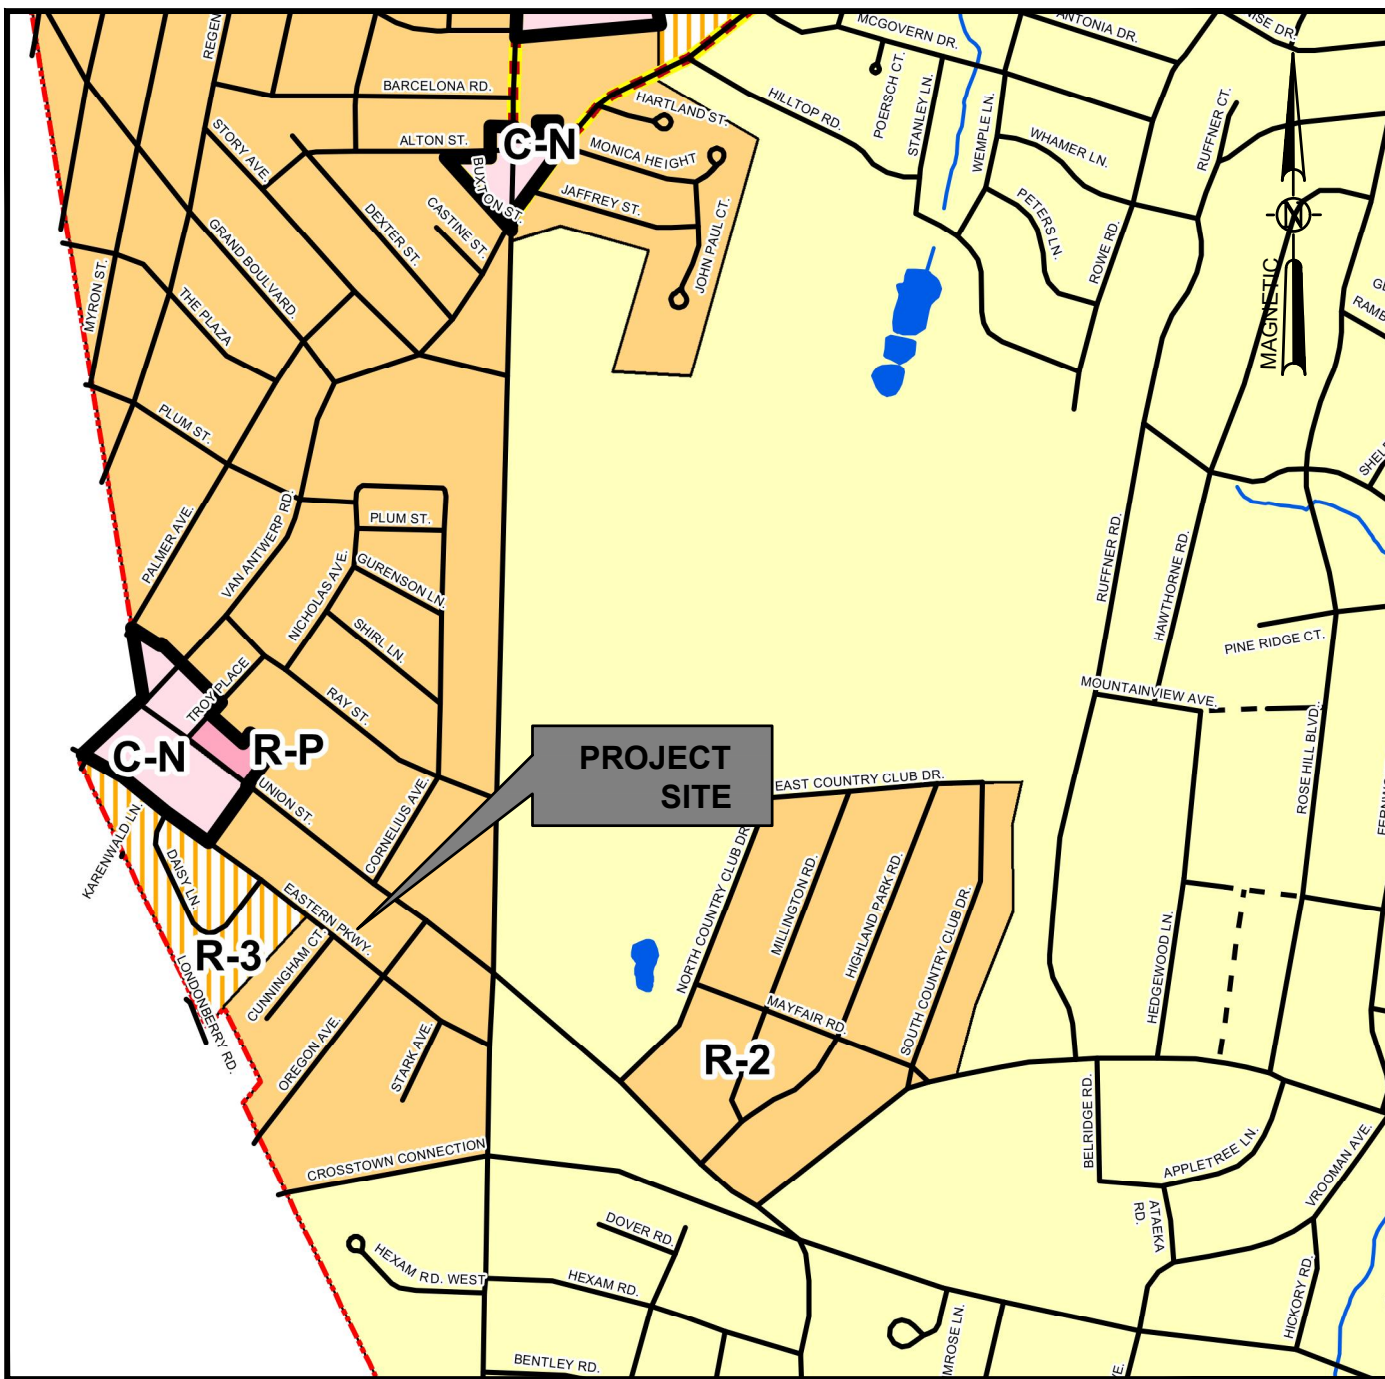 MCGOVERN DR.
ANTONIA DR.
ISE DR.
REGEN
BARCELONA RD.
HARTLAND ST.
HILLTOP RD.
POERSCH CT.
STANLEY LN.
WEMPLE LN.
WHAMER LN.
RUFFNER CT.
STORY AVE.
ALTON ST.
C-N
MONICA HEIGHT
BUXTON ST.
JAFFREY ST.
JOHN PAUL CT.
PETERS LN.
ROWE RD.
N
MAGNETIC
DEXTER ST.
CASTINE ST.
GRAND BOULVARD.
MYRON ST.
THE PLAZA
RAMB
PLUM ST.
SHEL
PALMER AVE.
VAN ANTWERP RD.
PLUM ST.
NICHOLAS AVE.
GURENSON LN.
SHIRL LN.
RUFFNER RD.
HAWTHORNE RD.
PINE RIDGE CT.
MOUNTAINVIEW AVE.
TROY PLACE
RAY ST.
C-N
R-P
PROJECT
SITE
EAST COUNTRY CLUB DR.
ROSE HILL BLVD.
UNION ST.
CORNELIUS AVE.
KARENWALD LN.
DAISY LN.
EASTERN PKWY.
NORTH COUNTRY CLUB DR.
MILLINGTON RD.
HIGHLAND PARK RD.
SOUTH COUNTRY CLUB DR.
HEDGEWOOD LN.
R-3
CUNNINGHAM CT.
LONDONBERRY RD.
MAYFAIR RD.
OREGON AVE.
STARK AVE.
R-2
BELRIDGE RD.
APPLETREE LN.
VROOMAN AVE.
CROSSTOWN CONNECTION
ATAEKA
RD.
DOVER RD.
HEXAM RD. WEST
HEXAM RD.
HICKORY RD.
MROSE LN.
BENTLEY RD.